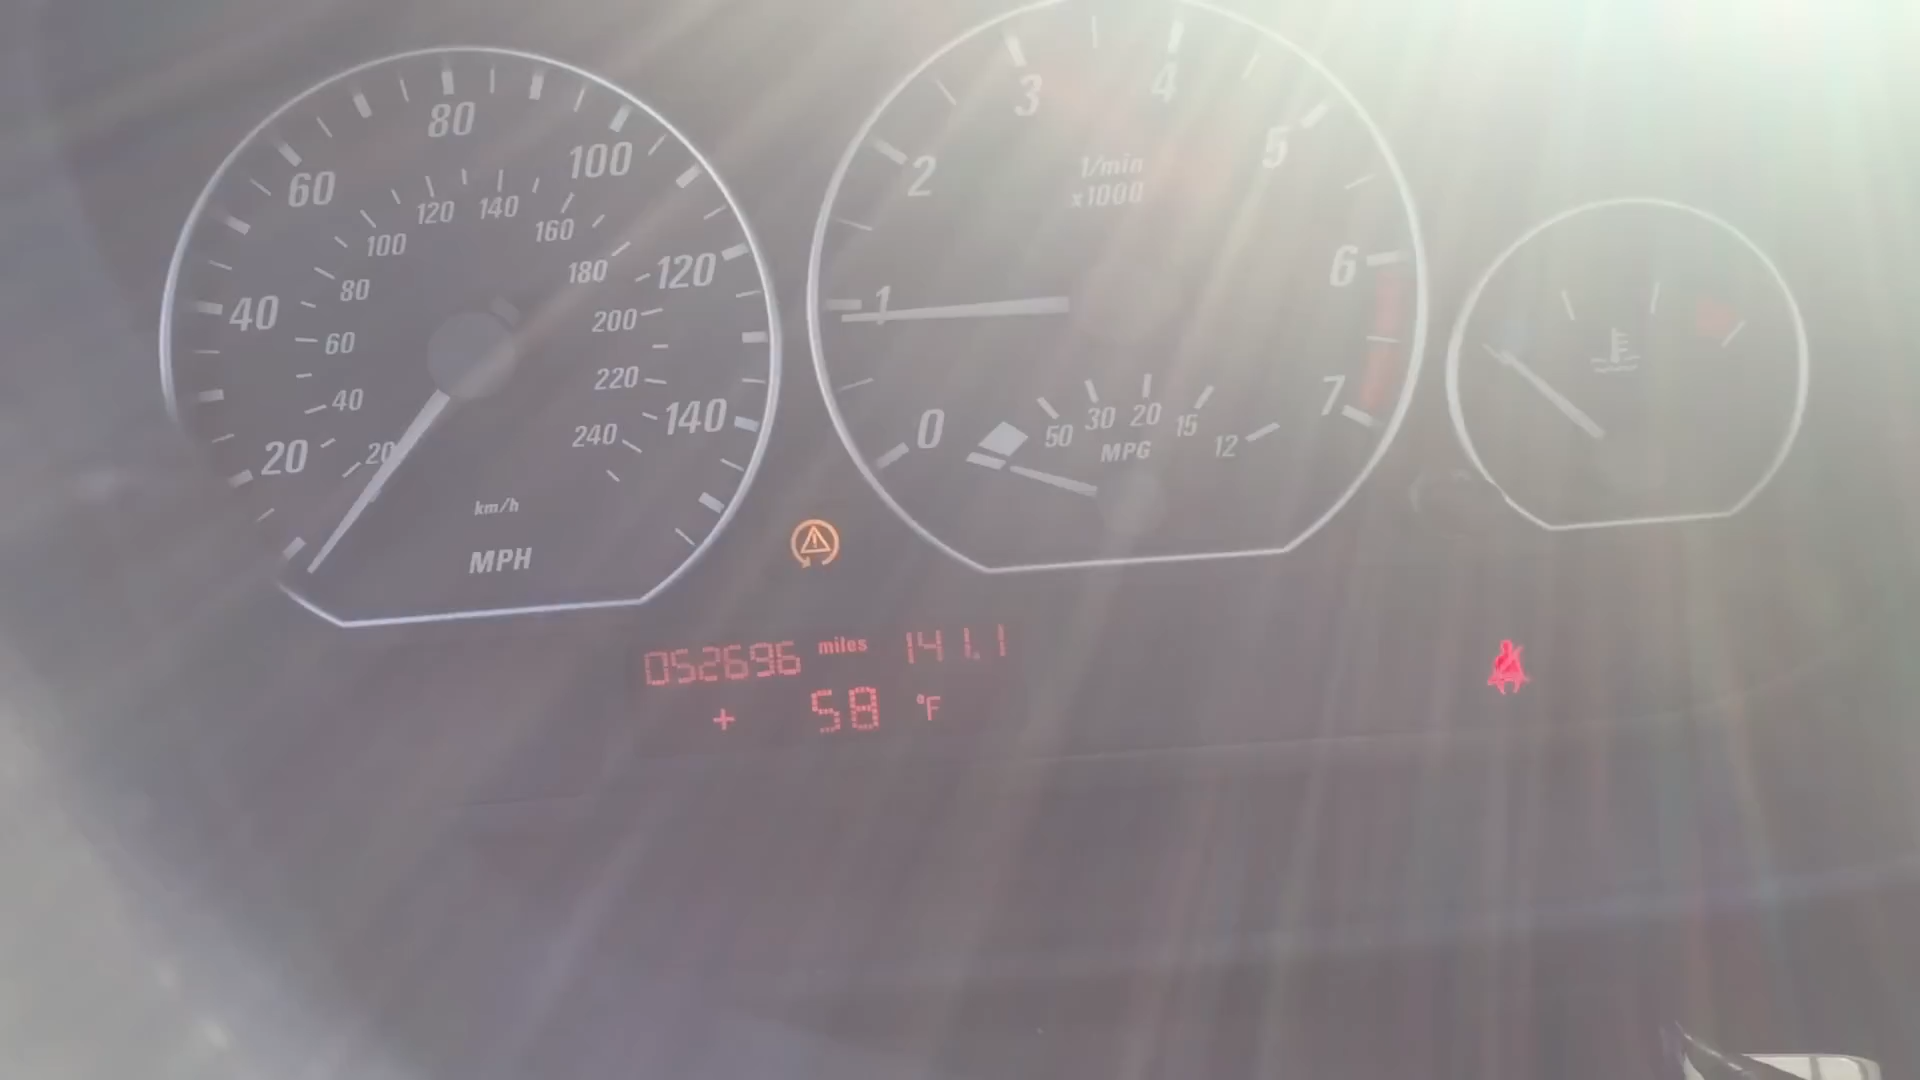 20 40 60 80 100 120 140
20 40 60 80 100 120 140 160 180 200 220 240
km/h
MPH
0 1 2 3 4 5 6 7
1/min
x1000
50 30 20 15 12
MPG
052696 miles 141.1
+ 58 °F